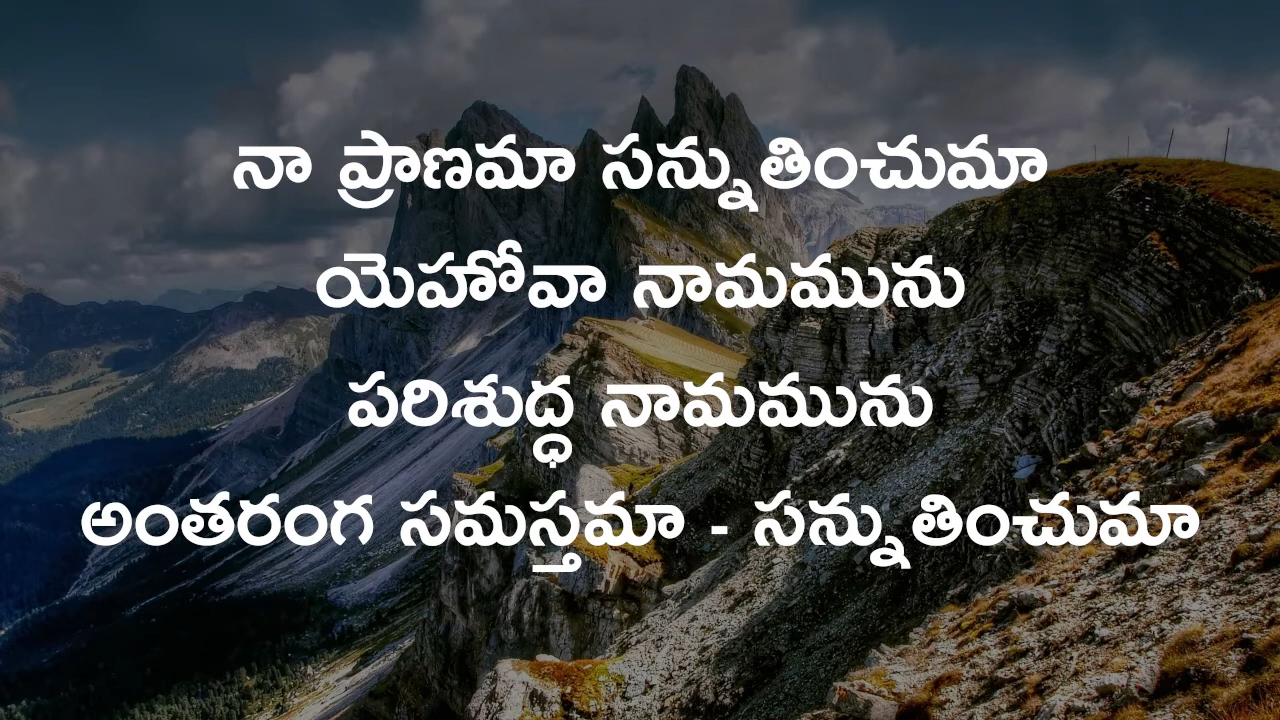 నా ప్రాణమా సన్నుతించుమా
యెహోవా నామమును
పరిశుద్ధ నామమును
అంతరంగ సమస్తమా - సన్నుతించుమా